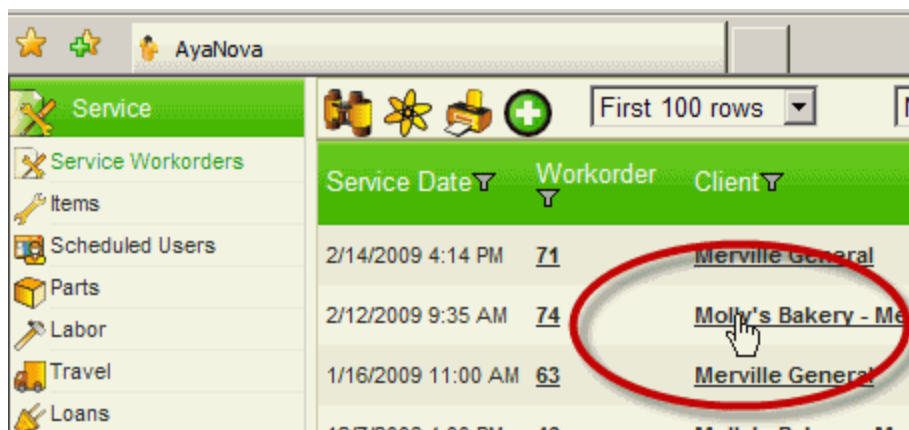 AyaNova
Service
Service Workorders
Items
Scheduled Users
Parts
Labor
Travel
Loans
First 100 rows
Service Date
Workorder
Client
2/14/2009 4:14 PM 71 Merville General
2/12/2009 9:35 AM 74 Molly's Bakery - Me
1/16/2009 11:00 AM 63 Merville General